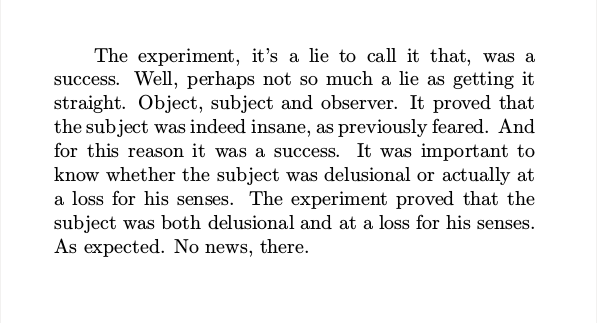 The experiment, it's a lie to call it that, was a
success. Well, perhaps not so much a lie as getting it
straight. Object, subject and observer. It proved that
the subject was indeed insane, as previously feared. And
for this reason it was a success. It was important to
know whether the subject was delusional or actually at
a loss for his senses. The experiment proved that the
subject was both delusional and at a loss for his senses.
As expected. No news, there.